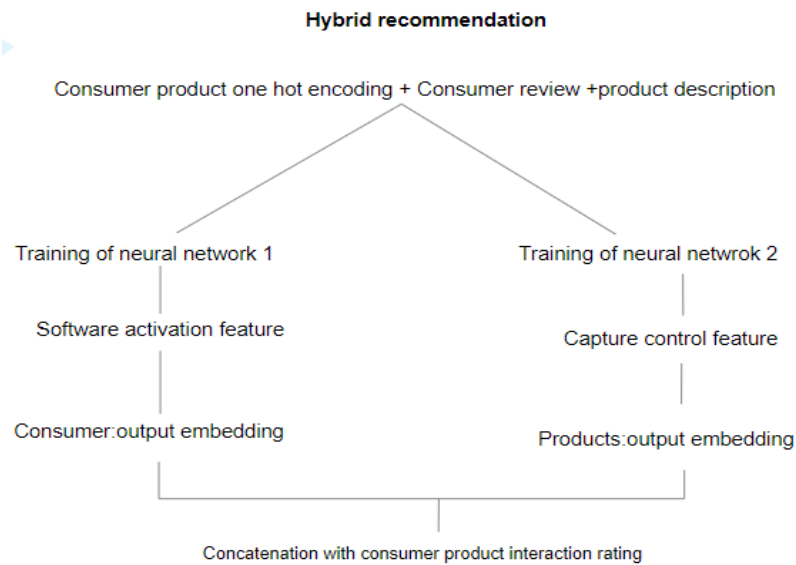 Hybrid recommendation
Consumer product one hot encoding + Consumer review +product description
Training of neural network 1
Training of neural netwrok 2
Software activation feature
Capture control feature
Consumer:output embedding
Products:output embedding
Concatenation with consumer product interaction rating